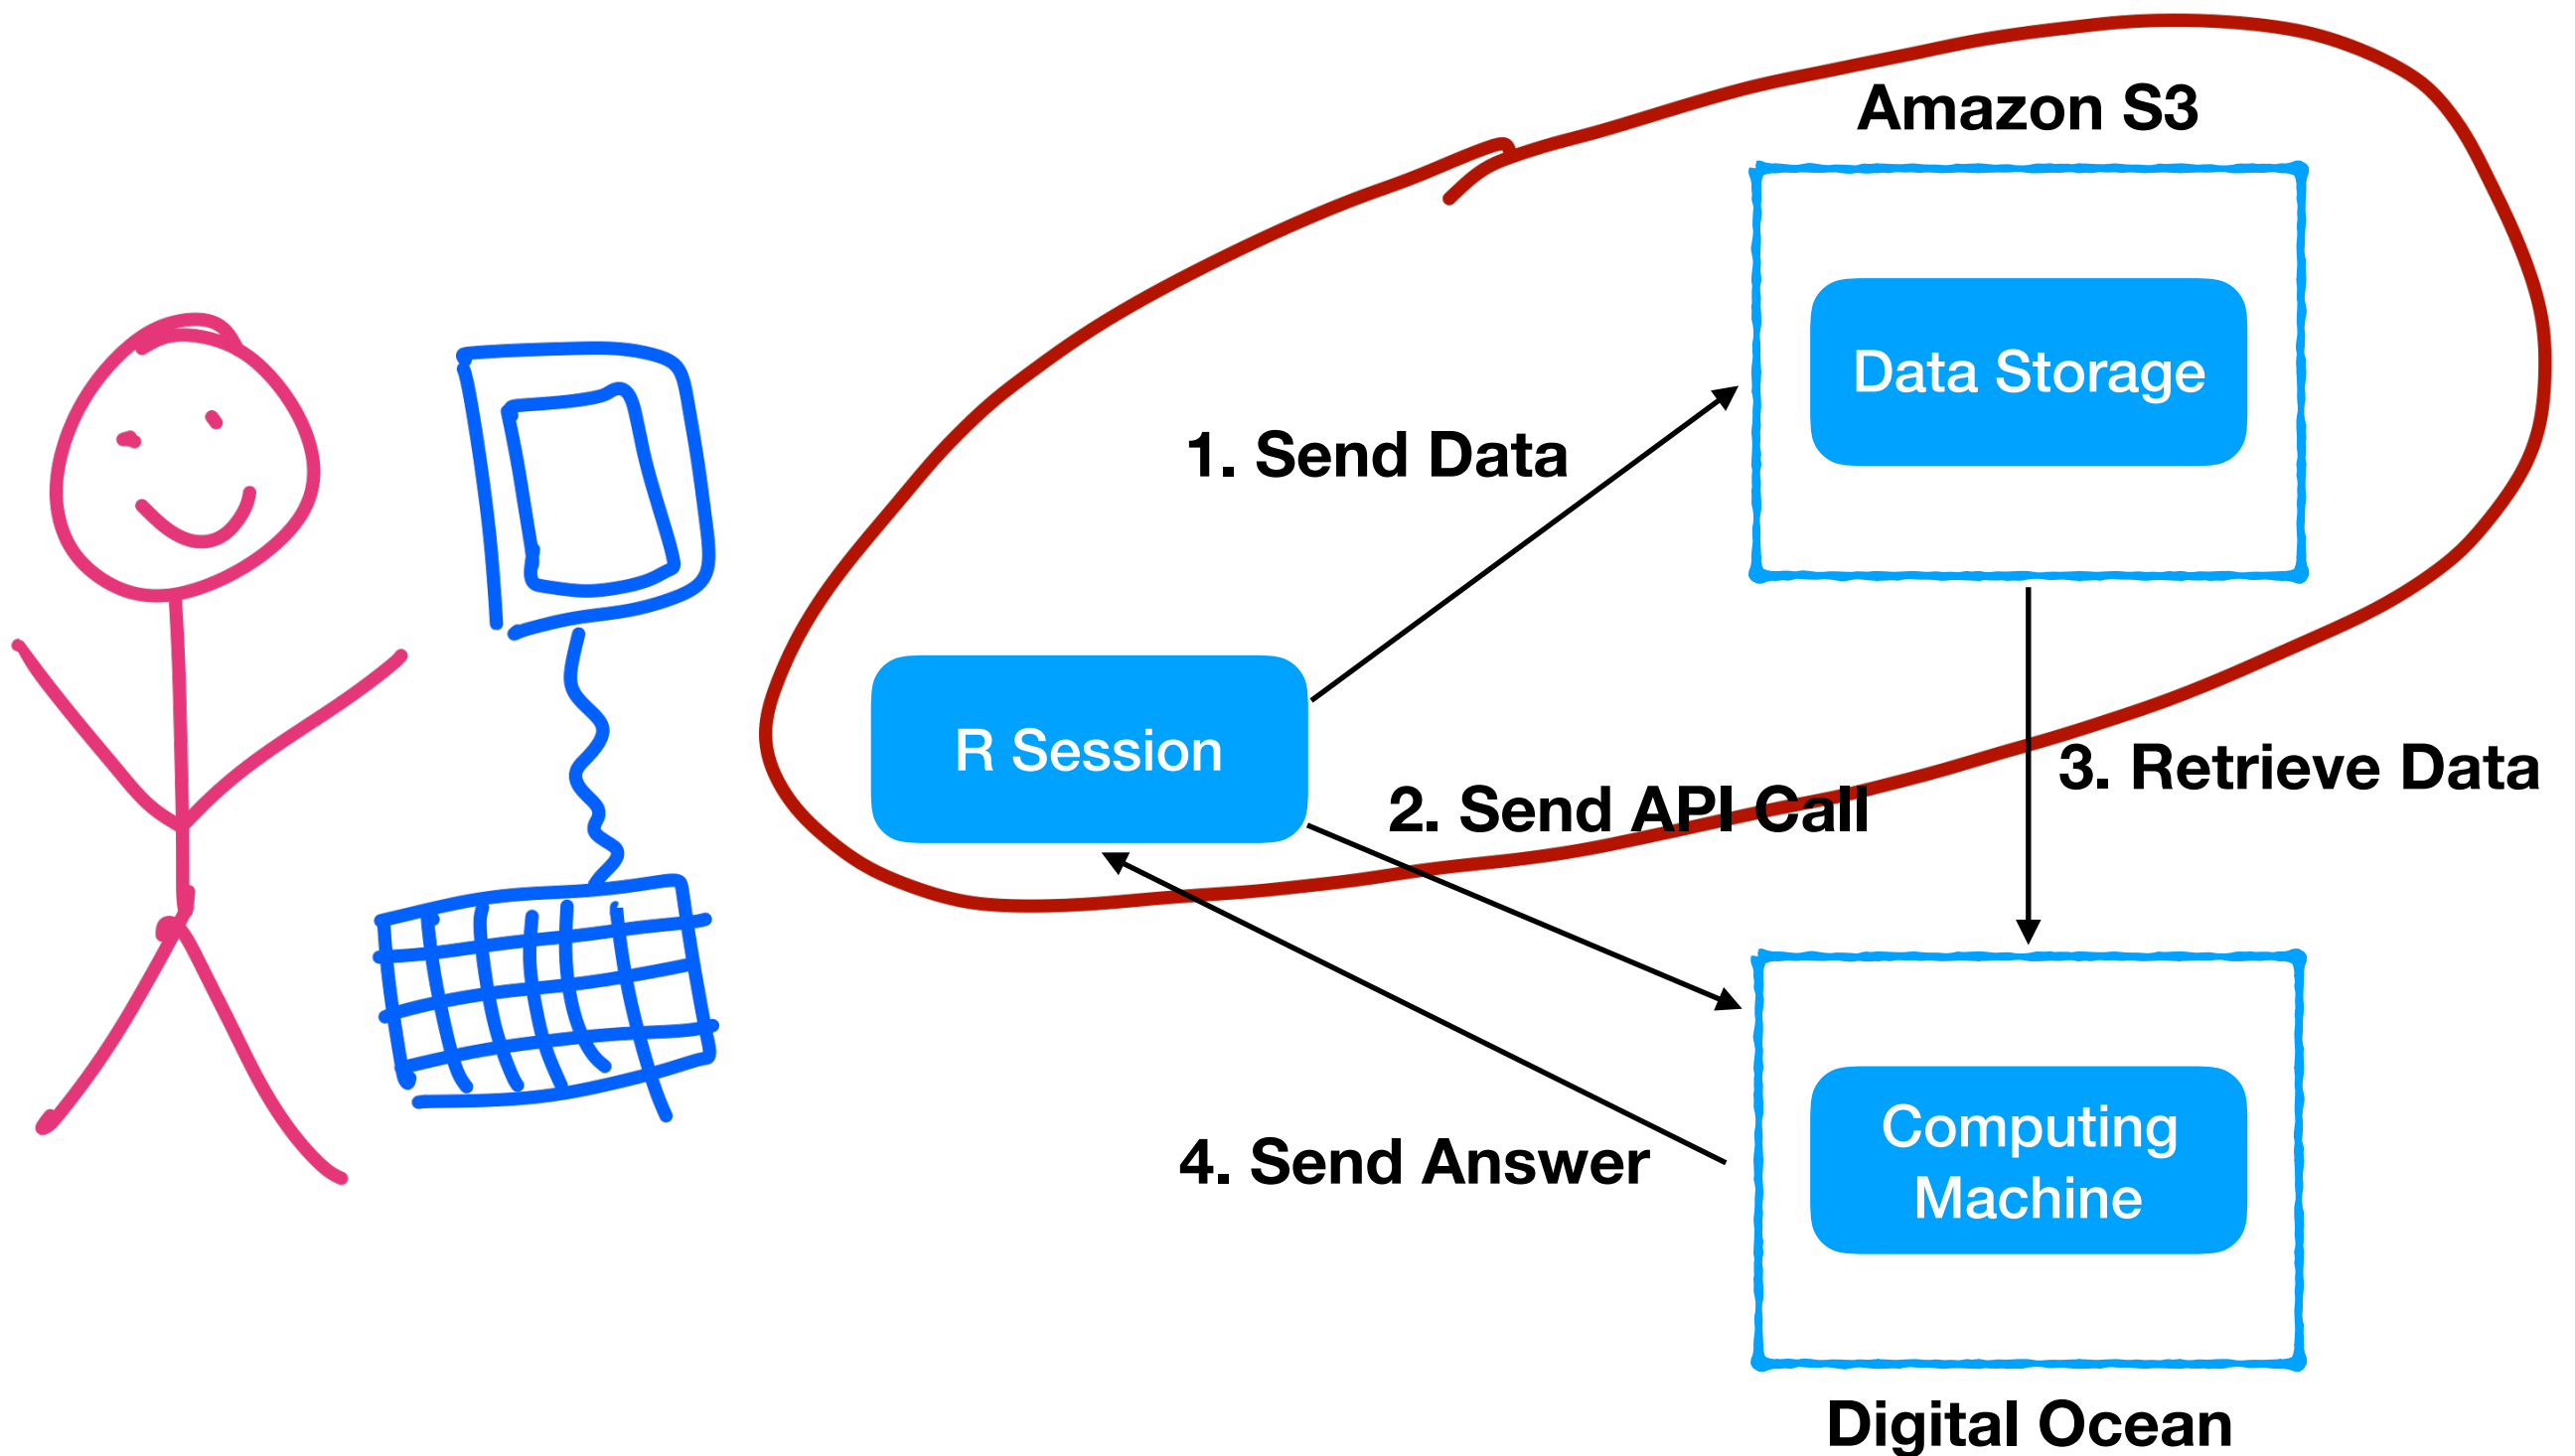 Amazon S3
Data Storage
1. Send Data
R Session
2. Send API Call
3. Retrieve Data
Computing
Machine
4. Send Answer
Digital Ocean